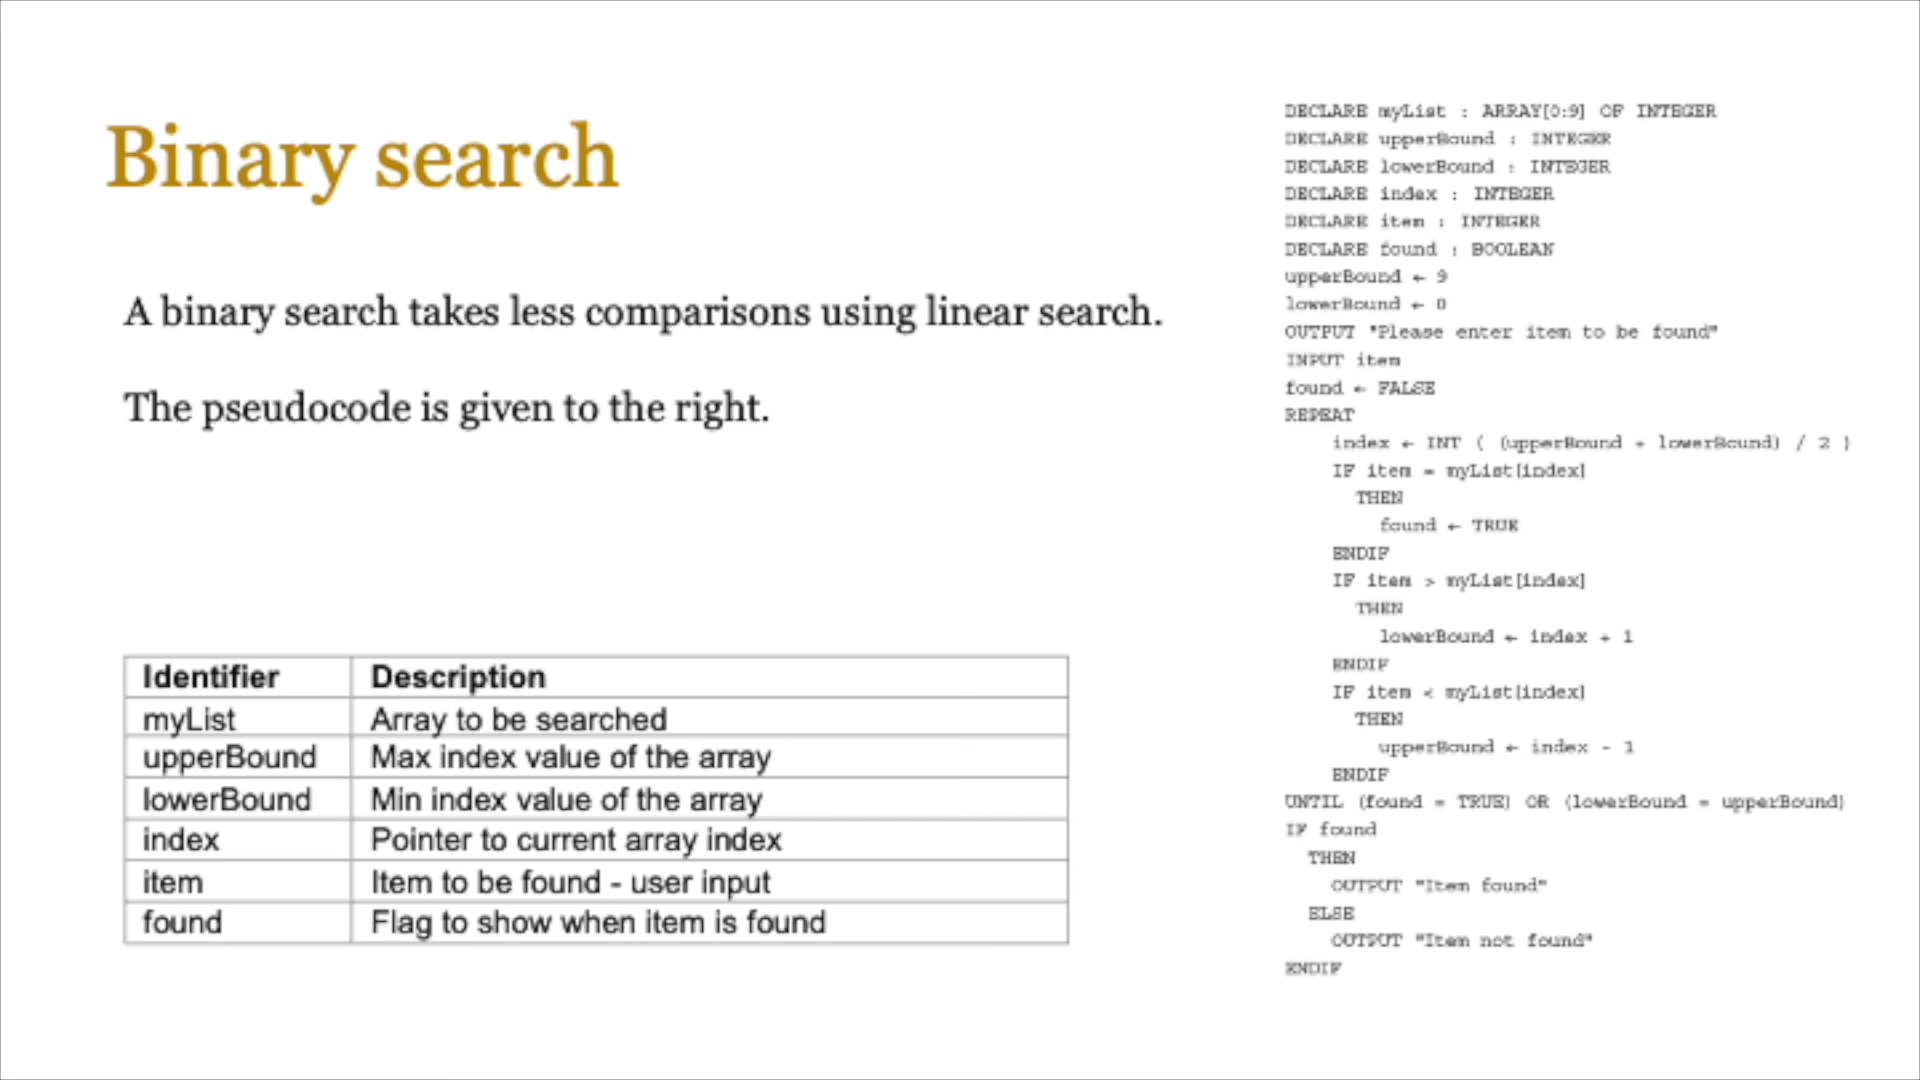 Binary search
A binary search takes less comparisons using linear search.
The pseudocode is given to the right.
Identifier Description
myList Array to be searched
upperBound Max index value of the array
lowerBound Min index value of the array
index Pointer to current array index
item Item to be found - user input
found Flag to show when item is found
DECLARE myList : ARRAY[0:9] OF INTEGER
DECLARE upperBound : INTEGER
DECLARE lowerBound : INTEGER
DECLARE index : INTEGER
DECLARE item : INTEGER
DECLARE found : BOOLEAN
upperBound ← 9
lowerBound ← 0
OUTPUT "Please enter item to be found"
INPUT item
found ← FALSE
REPEAT
index ← INT ( (upperBound + lowerBound) / 2 )
IF item = myList[index]
THEN
found ← TRUE
ENDIF
IF item > myList[index]
THEN
lowerBound ← index + 1
ENDIF
IF item < myList[index]
THEN
upperBound ← index - 1
ENDIF
UNTIL (found = TRUE) OR (lowerBound = upperBound)
IF found
THEN
OUTPUT "Item found"
ELSE
OUTPUT "Item not found"
ENDIF